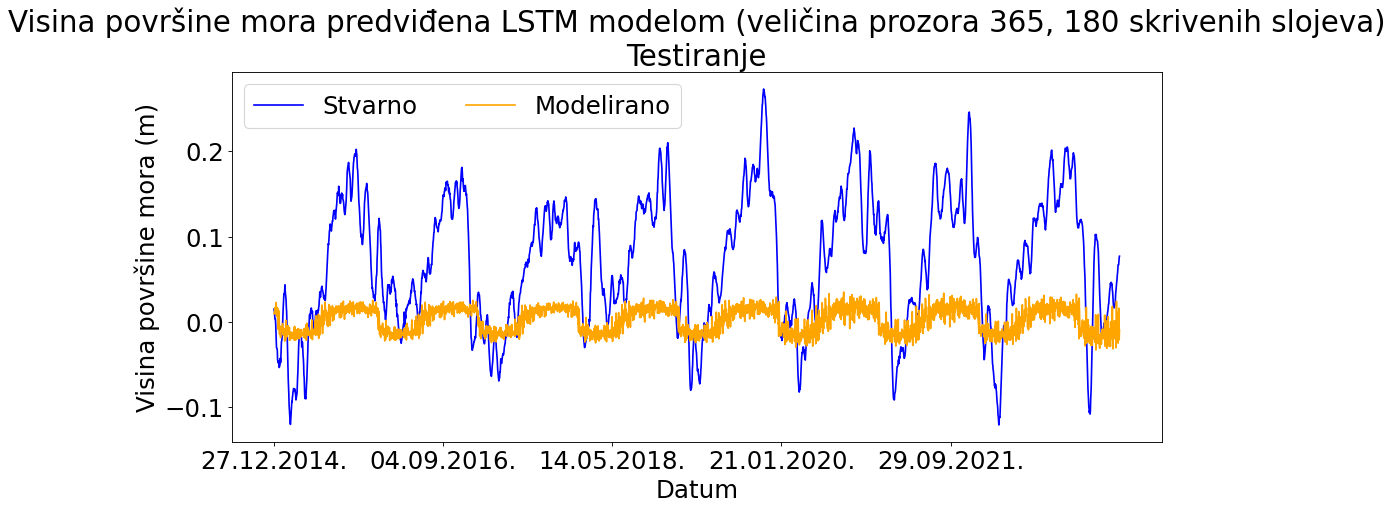 Visina površine mora predviđena LSTM modelom (veličina prozora 365, 180 skrivenih slojeva)
Testiranje
Stvarno
Modelirano
Visina površine mora (m)
0.2
0.1
0.0
−0.1
27.12.2014.
04.09.2016.
14.05.2018.
21.01.2020.
29.09.2021.
Datum